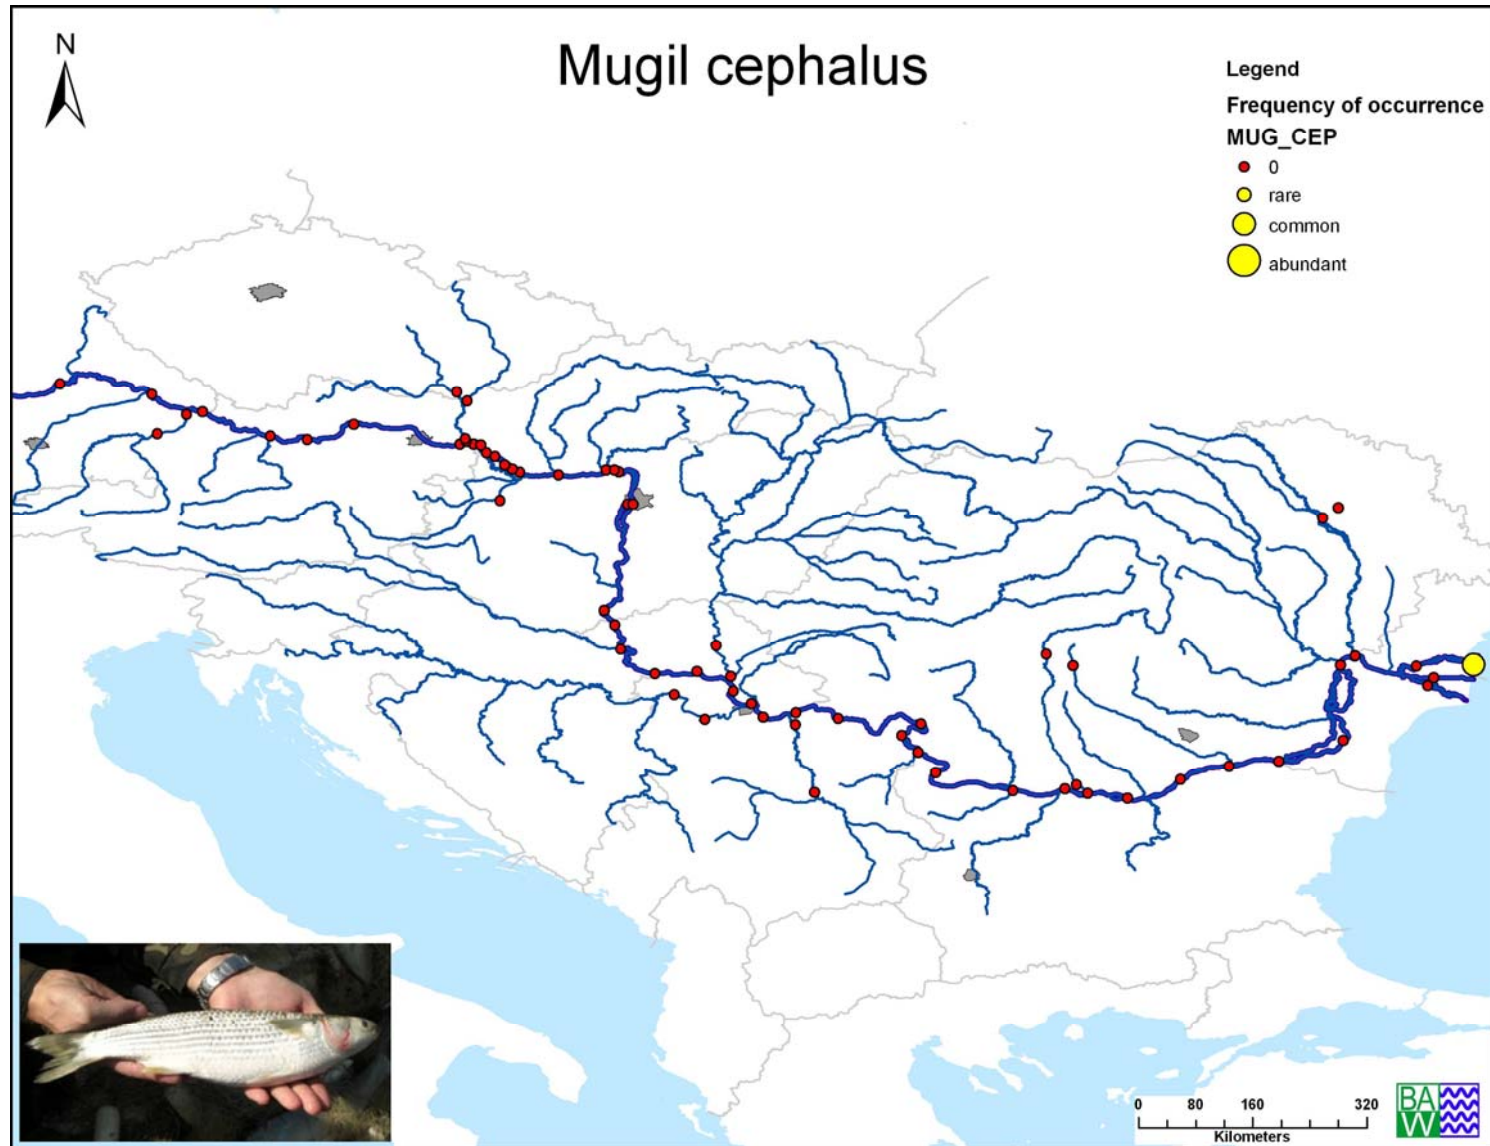 N
Mugil cephalus
Legend
Frequency of occurrence
MUG_CEP
0
rare
common
abundant
0 80 160 320
Kilometers
BA
W